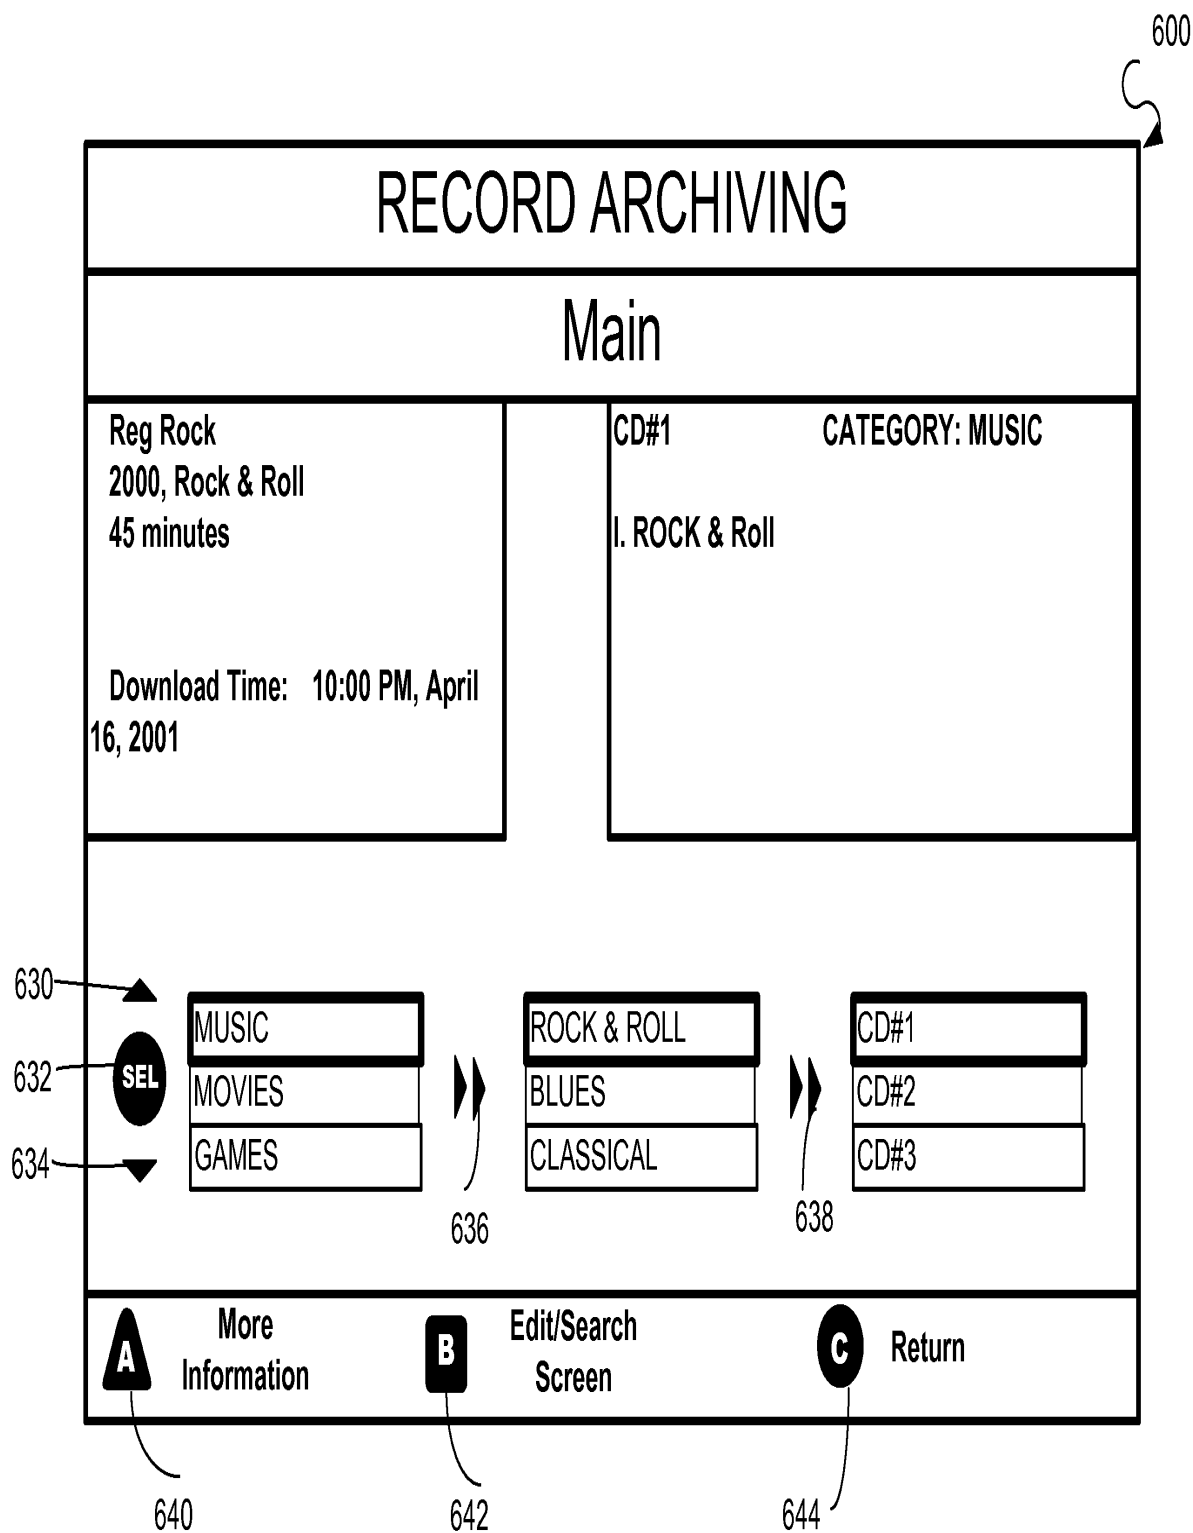 600
RECORD ARCHIVING
Main
Reg Rock
2000, Rock & Roll
45 minutes
Download Time: 10:00 PM, April
16, 2001
CD#1 CATEGORY: MUSIC
I. ROCK & Roll
630
632
634
SEL
MUSIC
MOVIES
GAMES
636
ROCK & ROLL
BLUES
CLASSICAL
638
CD#1
CD#2
CD#3
A
More
Information
B
Edit/Search
Screen
C
Return
640
642
644